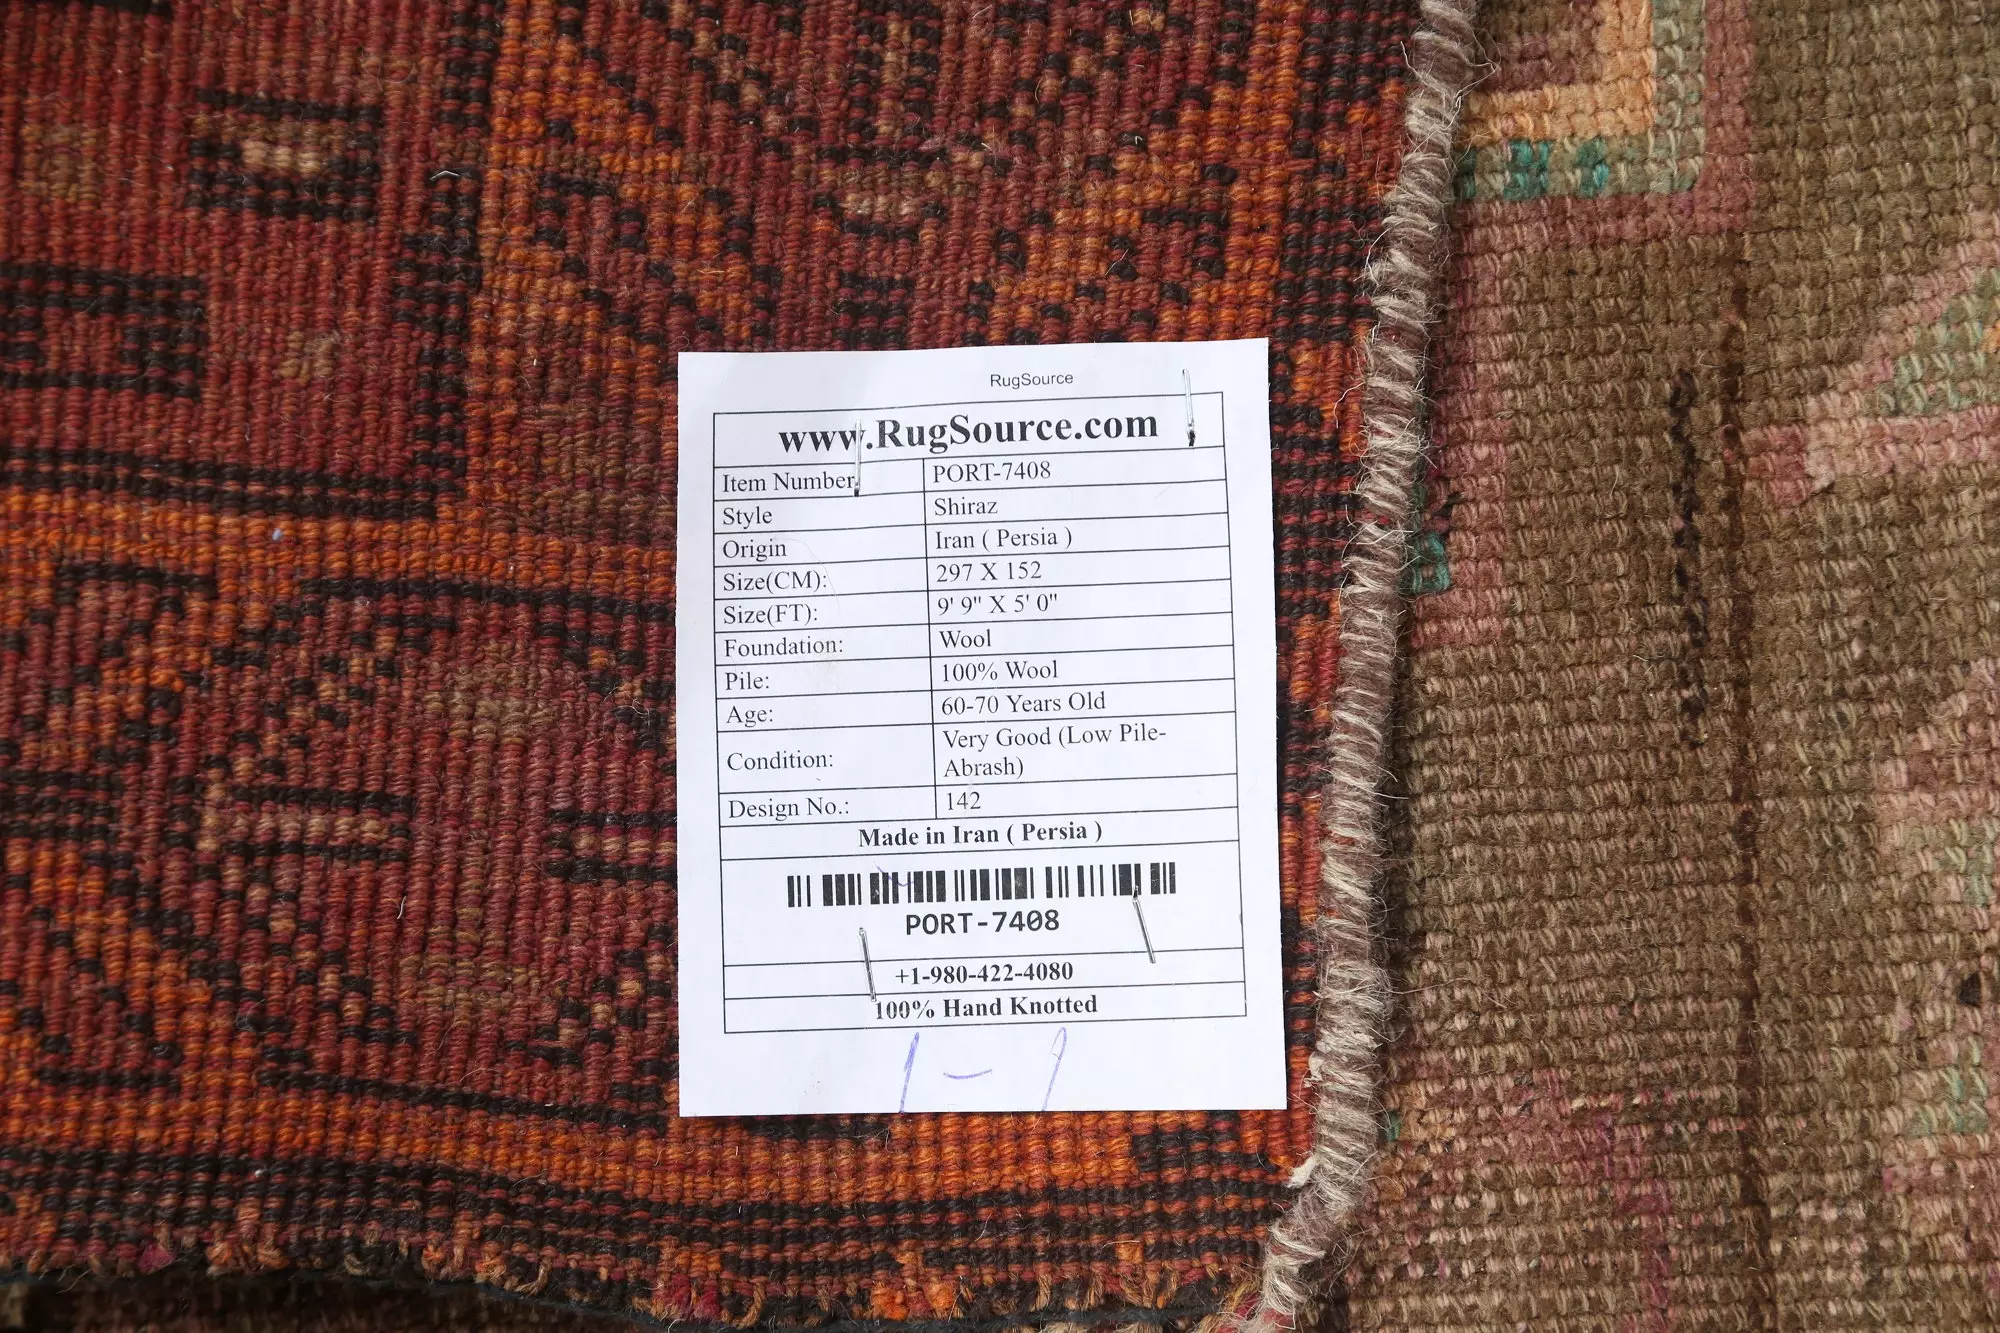 RugSource
www.RugSource.com
Item Number PORT-7408
Style Shiraz
Origin Iran ( Persia )
Size(CM): 297 X 152
Size(FT): 9' 9" X 5' 0"
Foundation: Wool
Pile: 100% Wool
Age: 60-70 Years Old
Condition: Very Good (Low Pile-
Abrash)
Design No.: 142
Made in Iran ( Persia )
PORT-7408
+1-980-422-4080
100% Hand Knotted